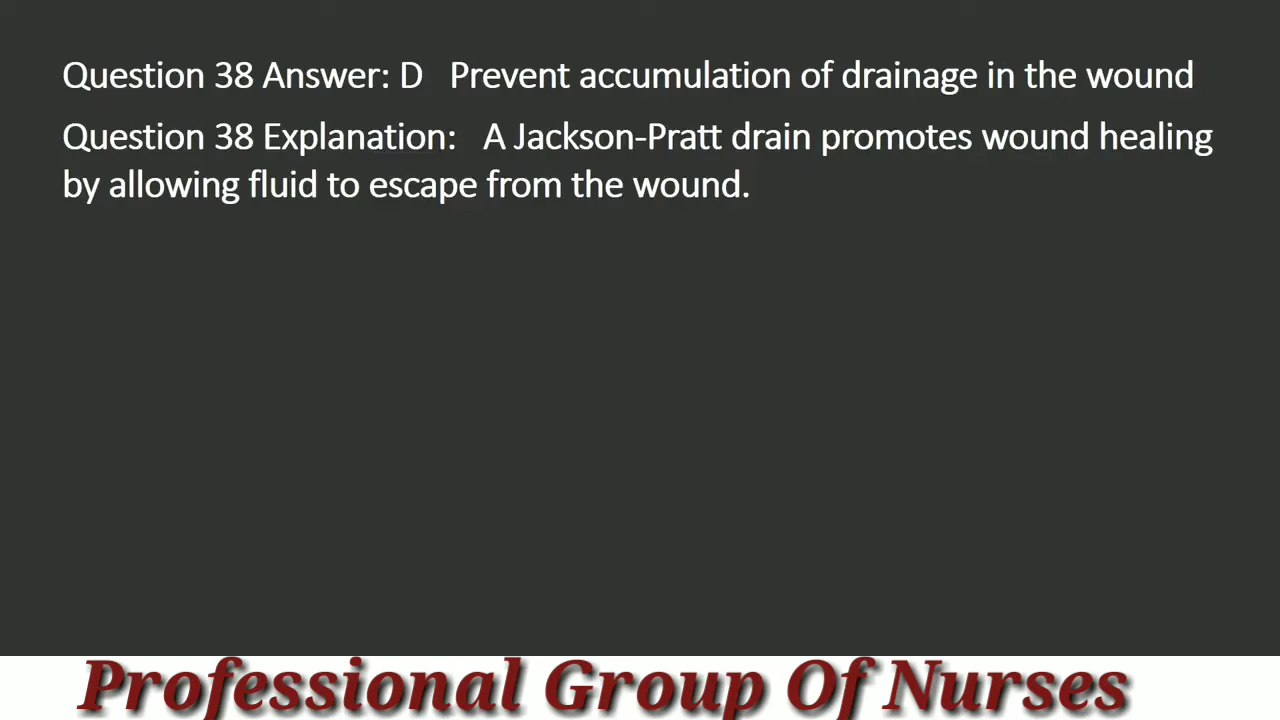 Question 38 Answer: D Prevent accumulation of drainage in the wound
Question 38 Explanation: A Jackson-Pratt drain promotes wound healing
by allowing fluid to escape from the wound.
Professional Group Of Nurses